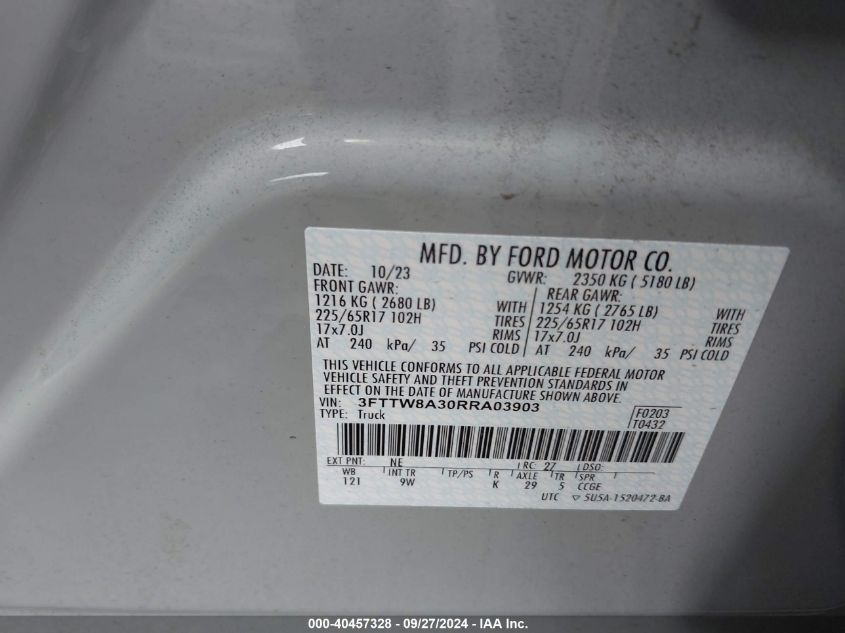 MFD. BY FORD MOTOR CO.
DATE: 10/23 GVWR: 2350 KG ( 5180 LB)
FRONT GAWR: REAR GAWR:
1216 KG ( 2680 LB) WITH 1254 KG ( 2765 LB) WITH
225/65R17 102H TIRES 225/65R17 102H TIRES
17x7.0J RIMS 17x7.0J RIMS
AT 240 kPa/ 35 PSI COLD AT 240 kPa/ 35 PSI COLD
THIS VEHICLE CONFORMS TO ALL APPLICABLE FEDERAL MOTOR
VEHICLE SAFETY AND THEFT PREVENTION STANDARDS IN
EFFECT ON THE DATE OF MANUFACTURE SHOWN ABOVE.
VIN: 3FTTW8A30RRA03903 F0203
TYPE: Truck T0432
EXT PNT: NE RC: 27 DSO:
WB INT TR TP/PS R AXLE TR SPR
121 9W K 29 5 CCGE
UTC ▽ 5U5A-1520472-BA
000-40457328 - 09/27/2024 - IAA Inc.